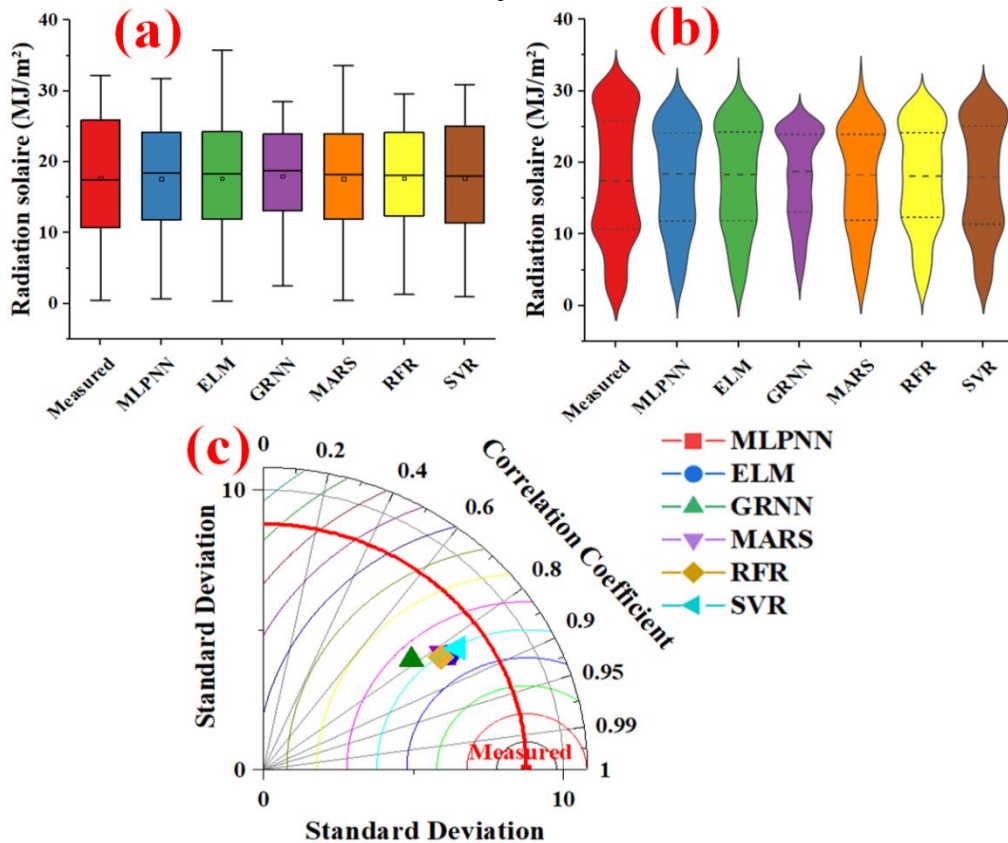 (a)
Radiation solaire (MJ/m²)
40
30
20
10
0
Measured
MLPNN
ELM
GRNN
MARS
RFR
SVR
(b)
Radiation solaire (MJ/m²)
40
30
20
10
0
Measured
MLPNN
ELM
GRNN
MARS
RFR
SVR
(c)
Standard Deviation
10
0
0
10
Standard Deviation
0
0.2
0.4
0.6
0.8
0.9
0.95
0.99
1
Correlation Coefficient
Measured
MLPNN
ELM
GRNN
MARS
RFR
SVR